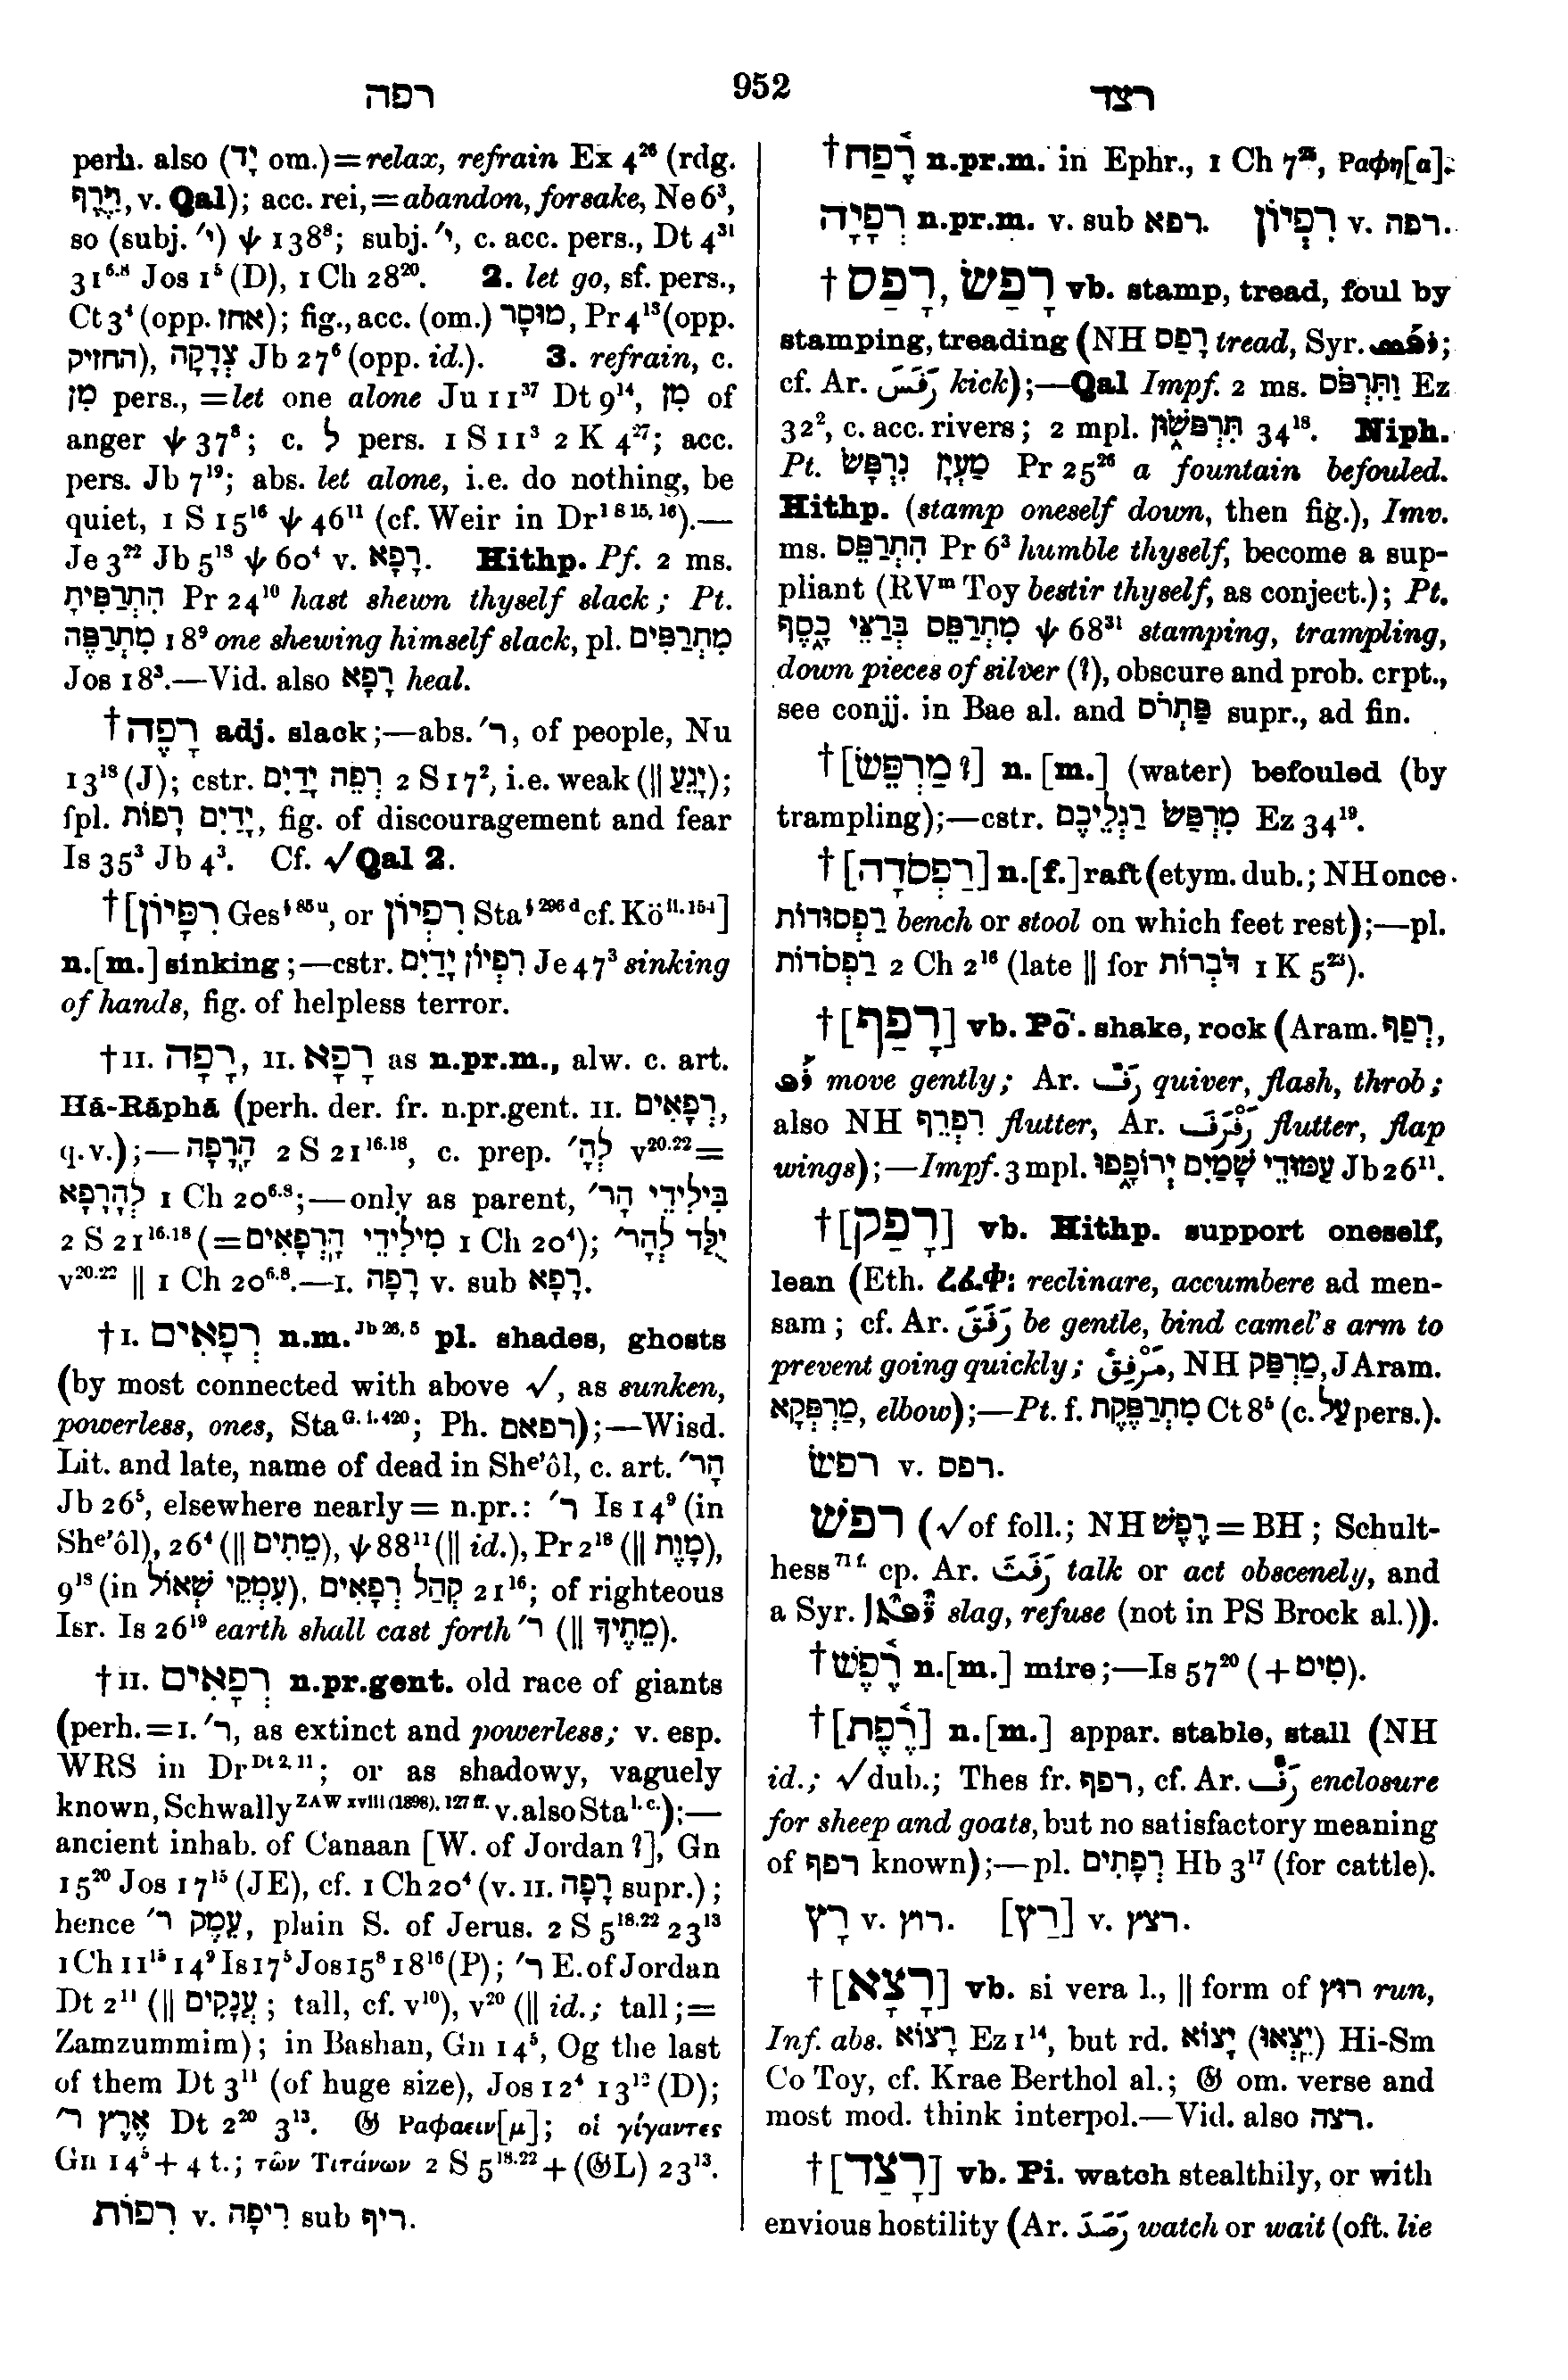 רפה
952
רצד
perh. also (יָד om.)=relax, refrain Ex 4²⁶ (rdg.
וַיִּרֶף, v. Qal); acc. rei,=abandon, forsake, Ne 6³,
so (subj. י׳) ψ 138⁸; subj. י׳, c. acc. pers., Dt 4³¹
31⁶·⁸ Jos 1⁵ (D), 1 Ch 28²⁰. 2. let go, sf. pers.,
Ct 3⁴ (opp. אחז); fig., acc. (om.) מוּסָר, Pr 4¹³ (opp.
החזיק), צְדָקָה Jb 27⁶ (opp. id.). 3. refrain, c.
מִן pers., =let one alone Ju 11³⁷ Dt 9¹⁴, מִן of
anger ψ 37⁸; c. לְ pers. 1 S 11³ 2 K 4²⁷; acc.
pers. Jb 7¹⁹; abs. let alone, i.e. do nothing, be
quiet, 1 S 15¹⁶ ψ 46¹¹ (cf. Weir in Dr¹ ˢ ¹⁵, ¹⁶).—
Je 3²² Jb 5¹⁸ ψ 60⁴ v. רָפָא. Hithp. Pf. 2 ms.
הִתְרַפִּיתָ Pr 24¹⁰ hast shewn thyself slack; Pt.
מִתְרַפֶּה 18⁹ one shewing himself slack, pl. מִתְרַפִּים
Jos 18³.—Vid. also רָפָא heal.
†רָפֶה adj. slack;—abs. ר׳, of people, Nu
13¹⁸ (J); cstr. רְפֵה יָדַיִם 2 S 17², i.e. weak (|| יָגֵעַ);
fpl. יָדַיִם רָפוֹת, fig. of discouragement and fear
Is 35³ Jb 4³. Cf. √Qal 2.
†[רִפָּיוֹן Ges§ ⁸⁵ᵘ, or רִפְיוֹן Sta§ ²⁹⁶ᵈ cf. Kö ⁱⁱ·¹⁵⁴]
n.[m.] sinking;—cstr. רִפְיוֹן יָדַיִם Je 47³ sinking
of hands, fig. of helpless terror.
†II. רָפָה, II. רָפָא as n.pr.m., alw. c. art.
Hā-Rāphā (perh. der. fr. n.pr.gent. II. רְפָאִים,
q.v.);—הָרָפָה 2 S 21¹⁶·¹⁸, c. prep. לְהָ׳ v²⁰·²²=
לְהָרָפָא 1 Ch 20⁶·⁸;—only as parent, בִּילִידֵי הָר׳
2 S 21¹⁶·¹⁸ (=מִילִידֵי הָרְפָאִים 1 Ch 20⁴); יֻלַּד לְהָר׳
v²⁰·²² || 1 Ch 20⁶·⁸.—I. רָפָה v. sub רָפָא.
†I. רְפָאִים n.m. Jb 26, 5 pl. shades, ghosts
(by most connected with above √, as sunken,
powerless, ones, Sta G. i. 420; Ph. רפאם);—Wisd.
Lit. and late, name of dead in Sheʾôl, c. art. הָר׳
Jb 26⁵, elsewhere nearly = n.pr.: ר׳ Is 14⁹ (in
Sheʾôl), 26⁴ (|| מֵתִים), ψ 88¹¹ (|| id.), Pr 2¹⁸ (|| מָוֶת),
9¹⁸ (in עִמְקֵי שְׁאוֹל), קְהַל רְפָאִים 21¹⁶; of righteous
Isr. Is 26¹⁹ earth shall cast forth ר׳ (|| מֵתֶיךָ).
†II. רְפָאִים n.pr.gent. old race of giants
(perh.=I. ר׳, as extinct and powerless; v. esp.
WRS in Dr Dt 2, 11; or as shadowy, vaguely
known, Schwally ZAW xviii (1898), 127 ff. v. also Sta l. c.);—
ancient inhab. of Canaan [W. of Jordan ?], Gn
15²⁰ Jos 17¹⁵ (JE), cf. 1 Ch 20⁴ (v. II. רָפָה supr.);
hence עֵמֶק ר׳, plain S. of Jerus. 2 S 5¹⁸·²² 23¹³
1 Ch 11¹⁵ 14⁹ Is 17⁵ Jos 15⁸ 18¹⁶ (P); ר׳ E. of Jordan
Dt 2¹¹ (|| עֲנָקִים; tall, cf. v¹⁰), v²⁰ (|| id.; tall;=
Zamzummim); in Bashan, Gn 14⁵, Og the last
of them Dt 3¹¹ (of huge size), Jos 12⁴ 13¹² (D);
אֶרֶץ ר׳ Dt 2²⁰ 3¹³. 𝔊 Ραφαειν[μ]; οἱ γίγαντες
Gn 14⁵+ 4 t.; τῶν Τιτάνων 2 S 5¹⁸·²²+(𝔊L) 23¹³.
רִפוֹת v. רִיפָה sub ריף.
†רֶפַח n.pr.m. in Ephr., 1 Ch 7²⁵, Ραφη[α].
רְפָיָה n.pr.m. v. sub רפא. רִפְיוֹן v. רפה.
†רָפַשׂ, רָפַס vb. stamp, tread, foul by
stamping, treading (NH רָפַס tread, Syr. ܪܦܣ;
cf. Ar. رَفَسَ kick);—Qal Impf. 2 ms. וַתִּרְפֹּס Ez
32², c. acc. rivers; 2 mpl. תִּרְפֹּשׂוּן 34¹⁸. Niph.
Pt. מַעְיָן נִרְפָּשׂ Pr 25²⁶ a fountain befouled.
Hithp. (stamp oneself down, then fig.), Imv.
ms. הִתְרַפֵּס Pr 6³ humble thyself, become a sup-
pliant (RVᵐ Toy bestir thyself, as conject.); Pt.
מִתְרַפֵּס בְּרַצֵּי כָסֶף ψ 68³¹ stamping, trampling,
down pieces of silver (?), obscure and prob. crpt.,
see conjj. in Bae al. and פַּתְרֹס supr., ad fin.
†[מַרְפֵּשׂ ?] n. [m.] (water) befouled (by
trampling);—cstr. מִרְפַּשׂ רַגְלֵיכֶם Ez 34¹⁹.
†[רַפְסֹדָה] n.[f.] raft (etym. dub.; NH once
רַפְסוּדוֹת bench or stool on which feet rest);—pl.
רַפְסֹדוֹת 2 Ch 2¹⁵ (late || for דֹּבְרוֹת 1 K 5²³).
†[רָפַף] vb. Pō‘. shake, rock (Aram. רְפַף,
ܪܦ move gently; Ar. رَفَّ quiver, flash, throb;
also NH רִפְרֵף flutter, Ar. رَفْرَفَ flutter, flap
wings);—Impf. 3 mpl. עַמּוּדֵי שָׁמַיִם יְרוֹפָפוּ Jb 26¹¹.
†[רָפַק] vb. Hithp. support oneself,
lean (Eth. ረፈቀ፡ reclinare, accumbere ad men-
sam; cf. Ar. رَفَقَ be gentle, bind camel's arm to
prevent going quickly; مَرْفِقٌ, NH מַרְפֵּק, J Aram.
מַרְפְּקָא, elbow);—Pt. f. מִתְרַפֶּקֶת Ct 8⁵ (c. עַל pers.).
רפשׂ v. רפס.
רפשׁ (√of foll.; NH רֶפֶשׁ=BH; Schult-
hess 71 f. cp. Ar. رَفَثَ talk or act obscenely, and
a Syr. slag, refuse (not in PS Brock al.)).
†רֶפֶשׁ n.[m.] mire;—Is 57²⁰ (+טִיט).
†[רֶפֶת] n.[m.] appar. stable, stall (NH
id.; √dub.; Thes fr. רפף, cf. Ar. رَفٌّ enclosure
for sheep and goats, but no satisfactory meaning
of רפף known);—pl. רְפָתִים Hb 3¹⁷ (for cattle).
רָץ v. רוץ. [רַץ] v. רצץ.
†[רָצָא] vb. si vera l., || form of רוּץ run,
Inf. abs. רָצוֹא Ez 1¹⁴, but rd. יָצוֹא (יֵצְאוּ) Hi-Sm
Co Toy, cf. Krae Berthol al.; 𝔊 om. verse and
most mod. think interpol.—Vid. also רצה.
†[רָצַד] vb. Pi. watch stealthily, or with
envious hostility (Ar. رَصَدَ watch or wait (oft. lie